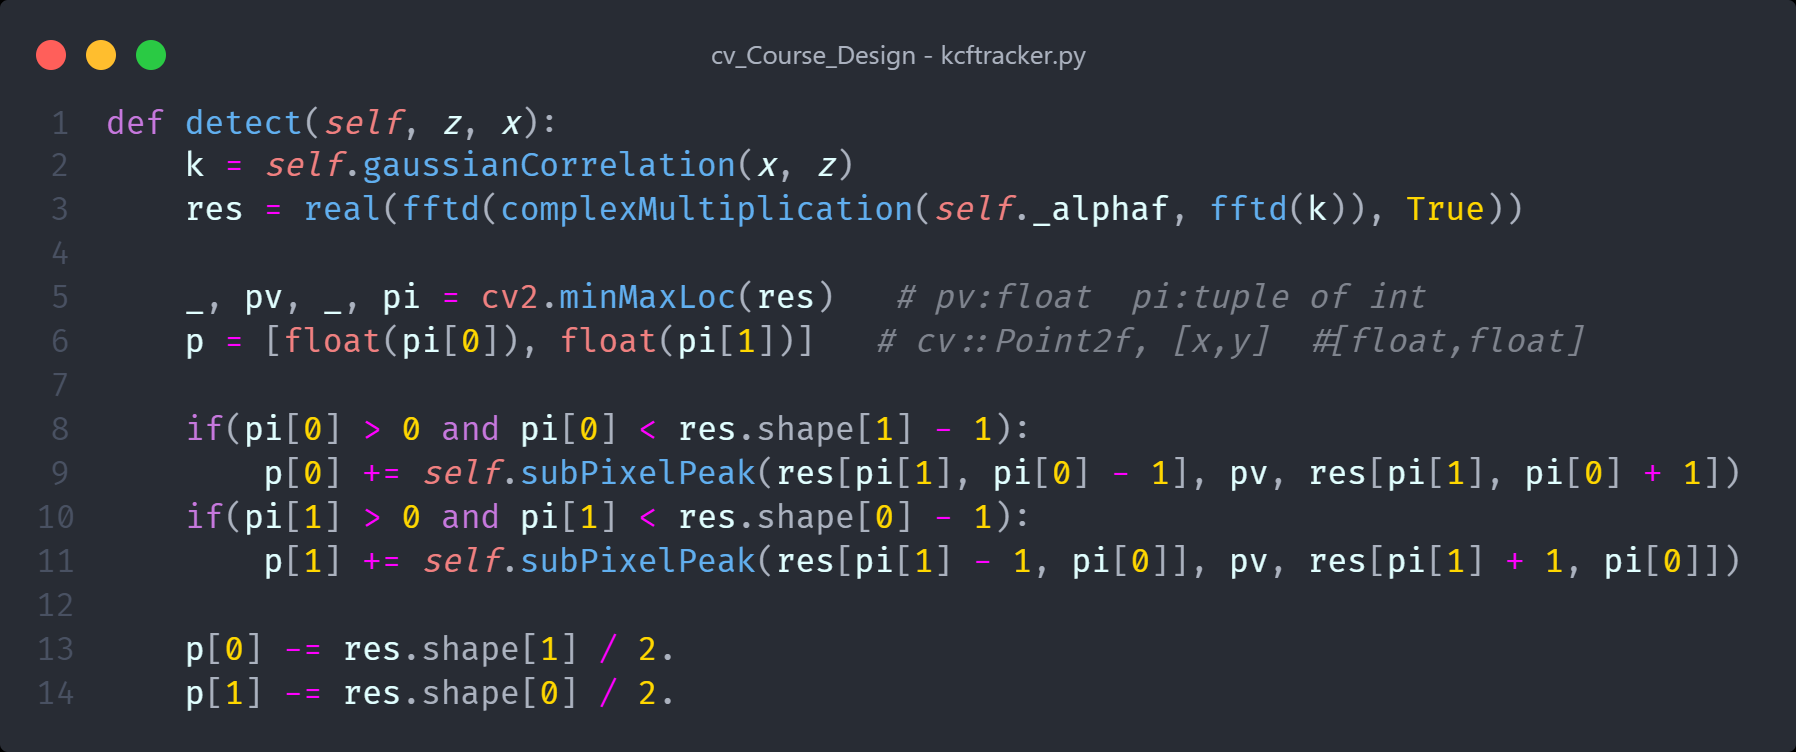 cv_Course_Design - kcftracker.py
1 def detect(self, z, x):
2     k = self.gaussianCorrelation(x, z)
3     res = real(fftd(complexMultiplication(self._alphaf, fftd(k)), True))
4
5     _, pv, _, pi = cv2.minMaxLoc(res)   # pv:float  pi:tuple of int
6     p = [float(pi[0]), float(pi[1])]   # cv::Point2f, [x,y]  #[float,float]
7
8     if(pi[0] > 0 and pi[0] < res.shape[1] - 1):
9         p[0] += self.subPixelPeak(res[pi[1], pi[0] - 1], pv, res[pi[1], pi[0] + 1])
10     if(pi[1] > 0 and pi[1] < res.shape[0] - 1):
11         p[1] += self.subPixelPeak(res[pi[1] - 1, pi[0]], pv, res[pi[1] + 1, pi[0]])
12
13     p[0] -= res.shape[1] / 2.
14     p[1] -= res.shape[0] / 2.